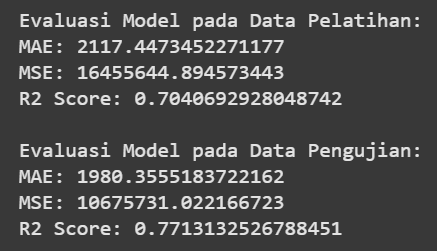 Evaluasi Model pada Data Pelatihan:
MAE: 2117.4473452271177
MSE: 16455644.894573443
R2 Score: 0.7040692928048742
Evaluasi Model pada Data Pengujian:
MAE: 1980.3555183722162
MSE: 10675731.022166723
R2 Score: 0.7713132526788451